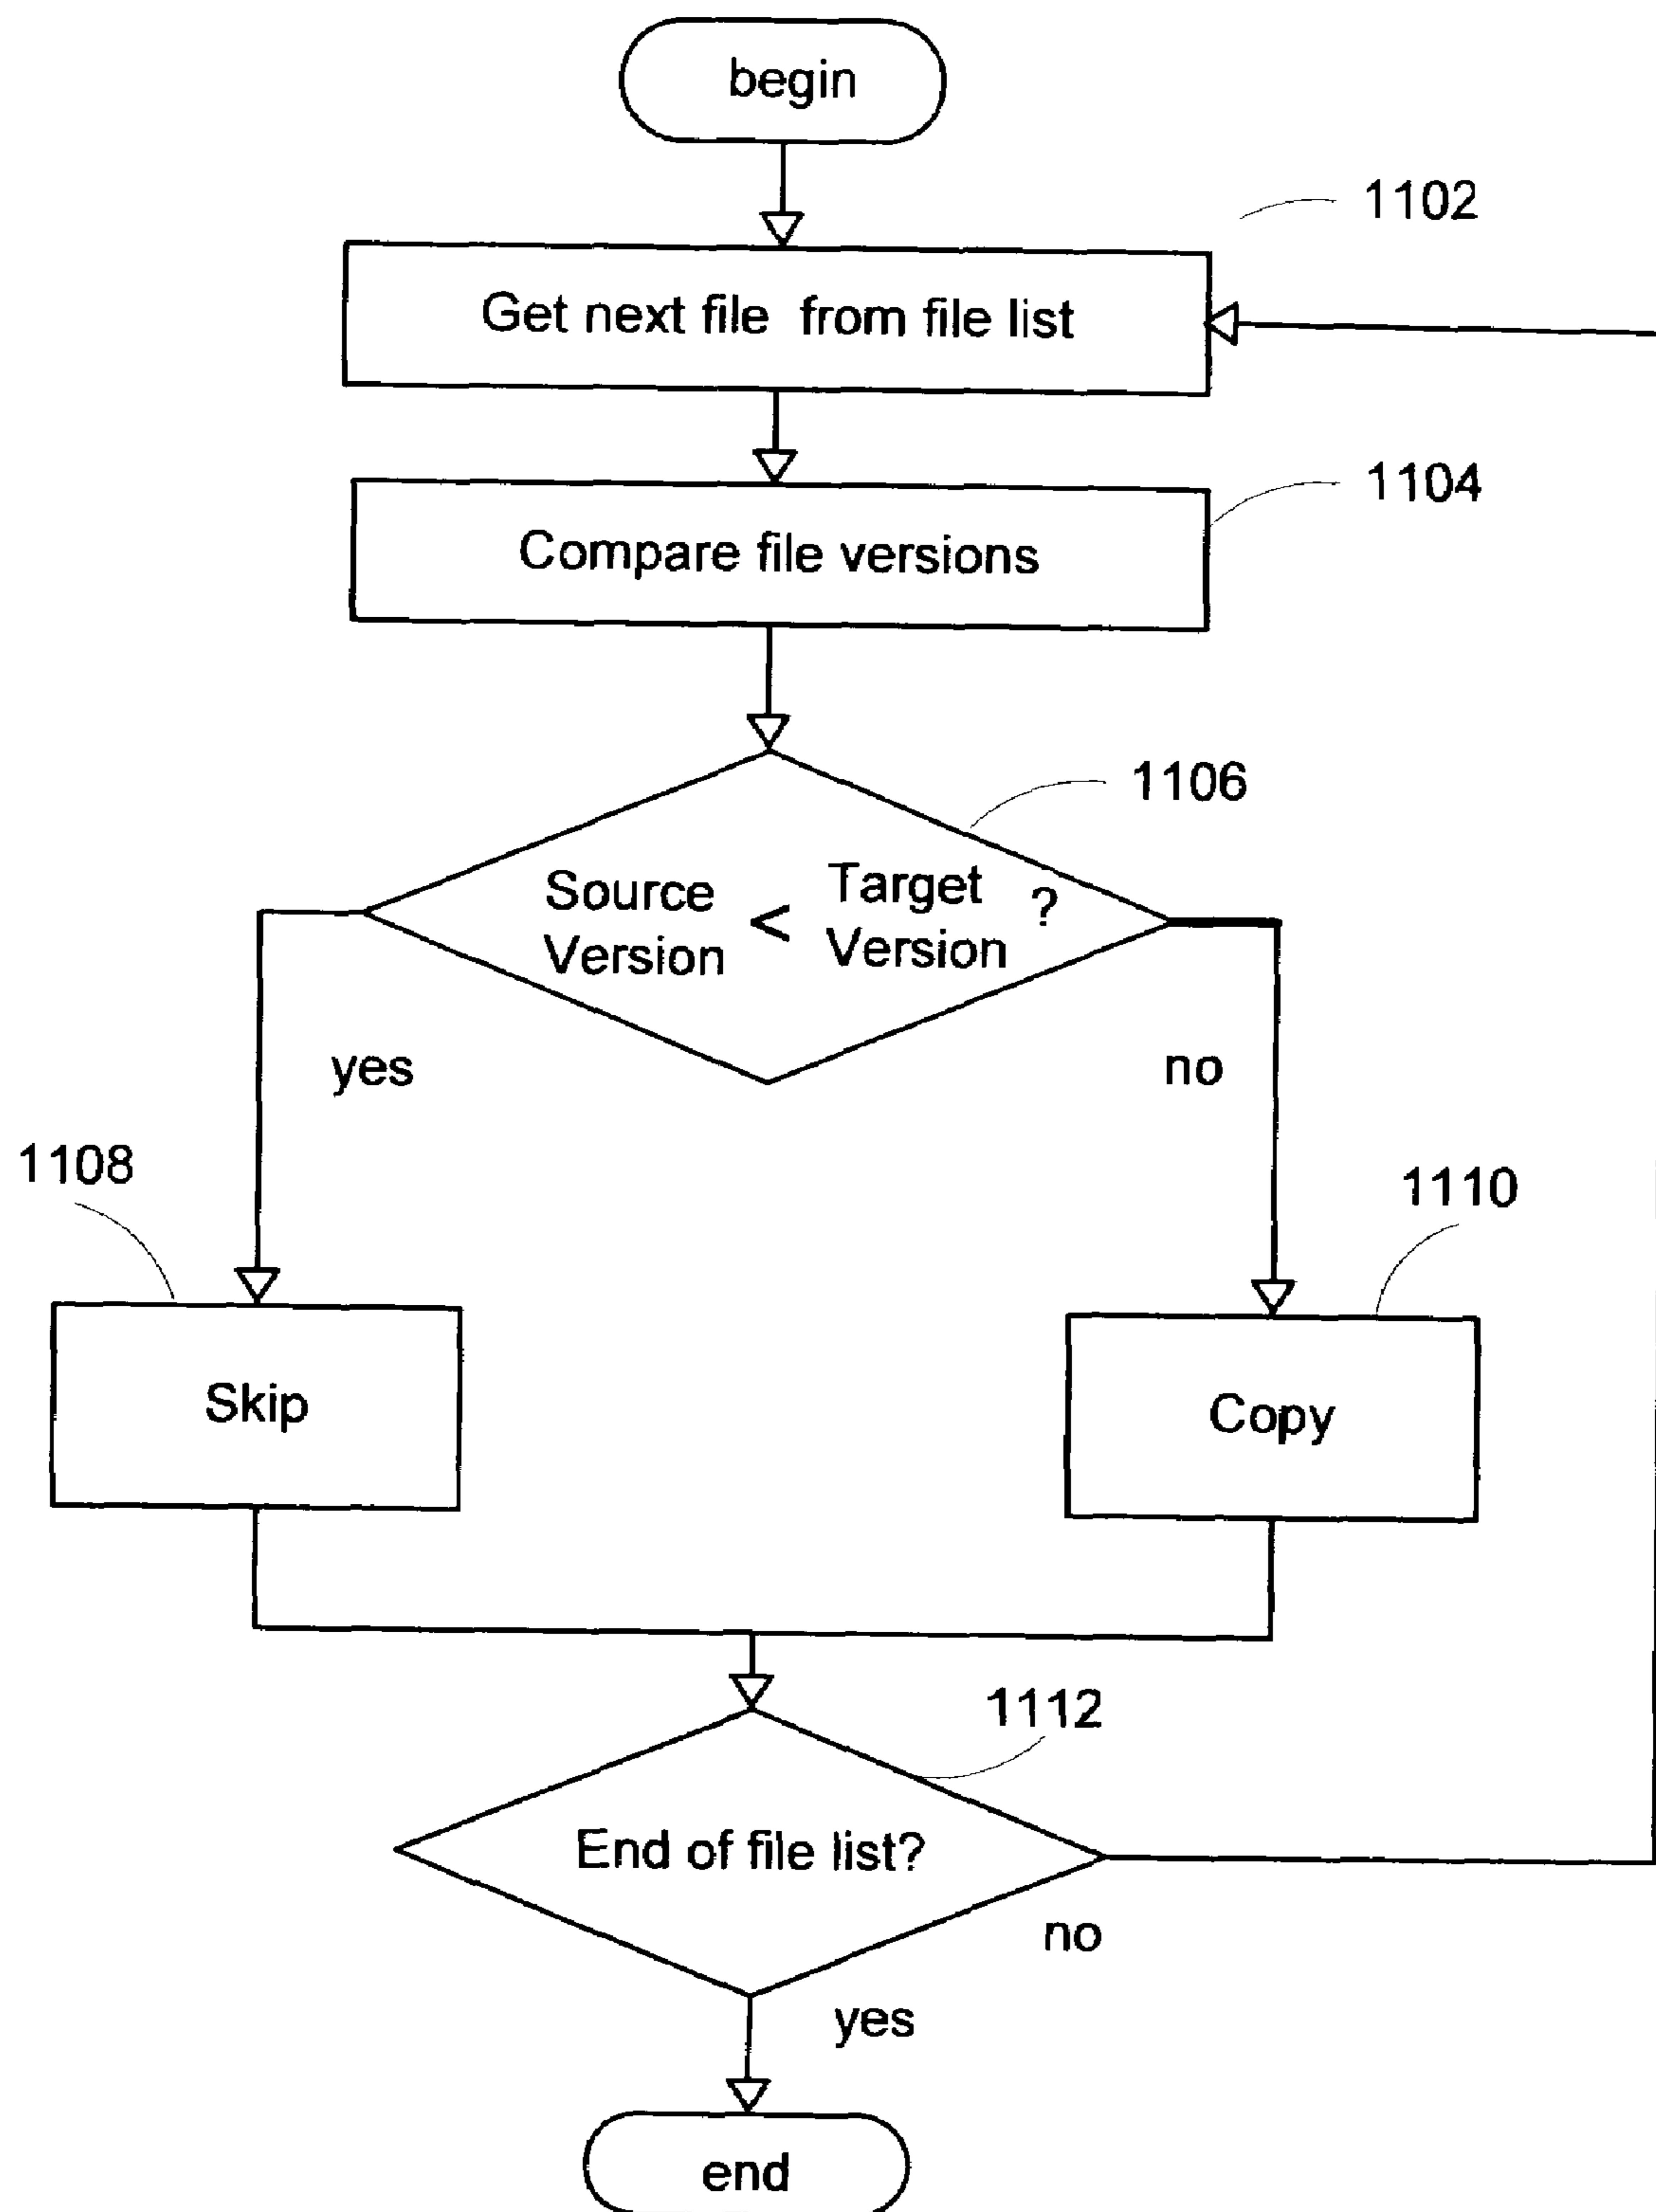 begin
1102
Get next file from file list
1104
Compare file versions
1106
Source Version < Target Version ?
yes
no
1108
1110
Skip
Copy
1112
End of file list?
no
yes
end